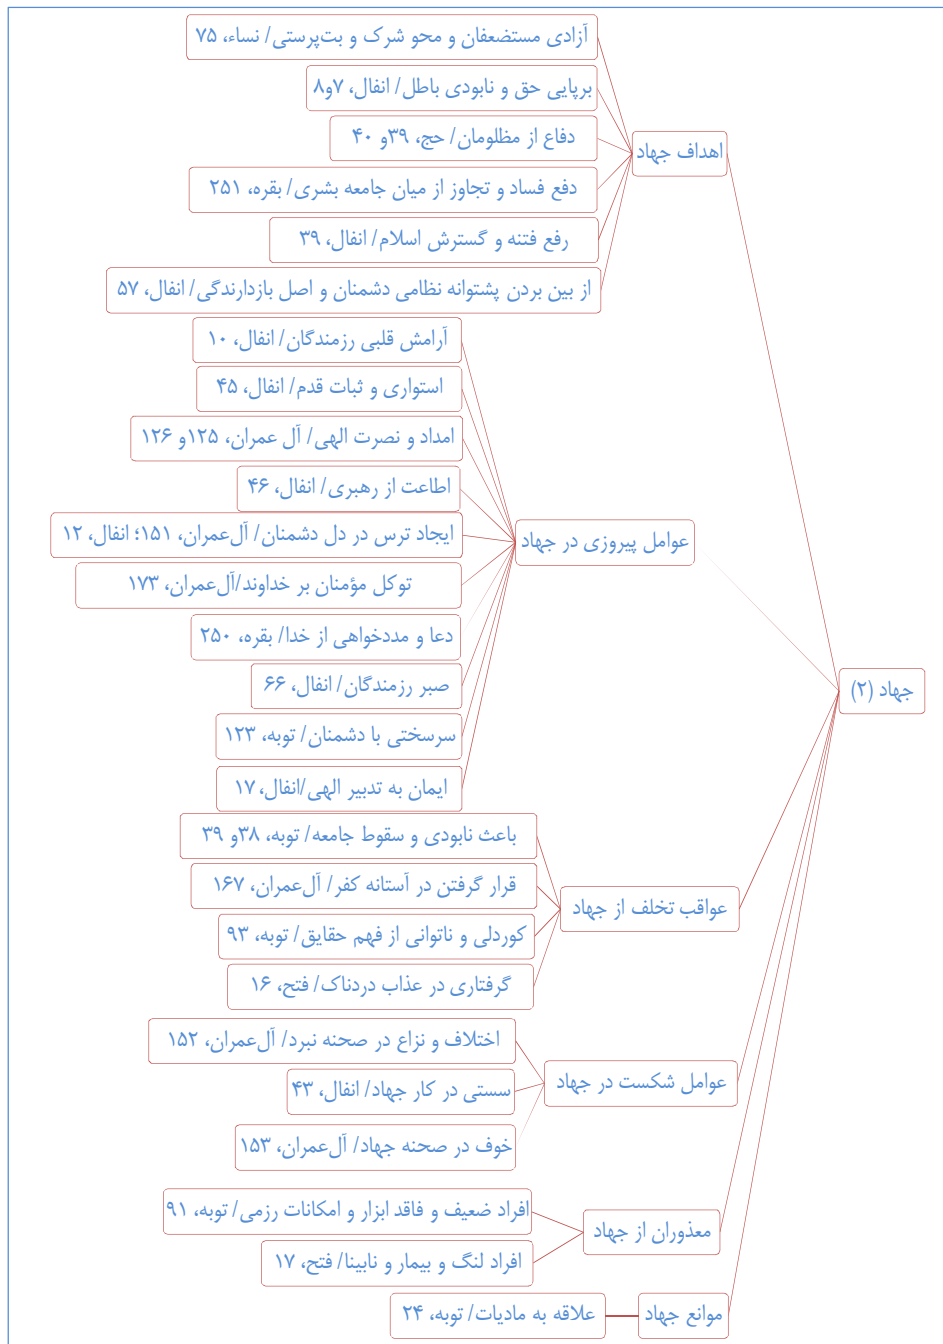 جهاد (۲)
اهداف جهاد
آزادی مستضعفان و محو شرک و بت‌پرستی/ نساء، ۷۵
برپایی حق و نابودی باطل/ انفال، ۷و۸
دفاع از مظلومان/ حج، ۳۹و ۴۰
دفع فساد و تجاوز از میان جامعه بشری/ بقره، ۲۵۱
رفع فتنه و گسترش اسلام/ انفال، ۳۹
از بین بردن پشتوانه نظامی دشمنان و اصل بازدارندگی/ انفال، ۵۷
عوامل پیروزی در جهاد
آرامش قلبی رزمندگان/ انفال، ۱۰
استواری و ثبات قدم/ انفال، ۴۵
امداد و نصرت الهی/ آل عمران، ۱۲۵و ۱۲۶
اطاعت از رهبری/ انفال، ۴۶
ایجاد ترس در دل دشمنان/ آل‌عمران، ۱۵۱؛ انفال، ۱۲
توکل مؤمنان بر خداوند/آل‌عمران، ۱۷۳
دعا و مددخواهی از خدا/ بقره، ۲۵۰
صبر رزمندگان/ انفال، ۶۶
سرسختی با دشمنان/ توبه، ۱۲۳
ایمان به تدبیر الهی/انفال، ۱۷
عواقب تخلف از جهاد
باعث نابودی و سقوط جامعه/ توبه، ۳۸و ۳۹
قرار گرفتن در آستانه کفر/ آل‌عمران، ۱۶۷
کوردلی و ناتوانی از فهم حقایق/ توبه، ۹۳
گرفتاری در عذاب دردناک/ فتح، ۱۶
عوامل شکست در جهاد
اختلاف و نزاع در صحنه نبرد/ آل‌عمران، ۱۵۲
سستی در کار جهاد/ انفال، ۴۳
خوف در صحنه جهاد/ آل‌عمران، ۱۵۳
معذوران از جهاد
افراد ضعیف و فاقد ابزار و امکانات رزمی/ توبه، ۹۱
افراد لنگ و بیمار و نابینا/ فتح، ۱۷
موانع جهاد
علاقه به مادیات/ توبه، ۲۴